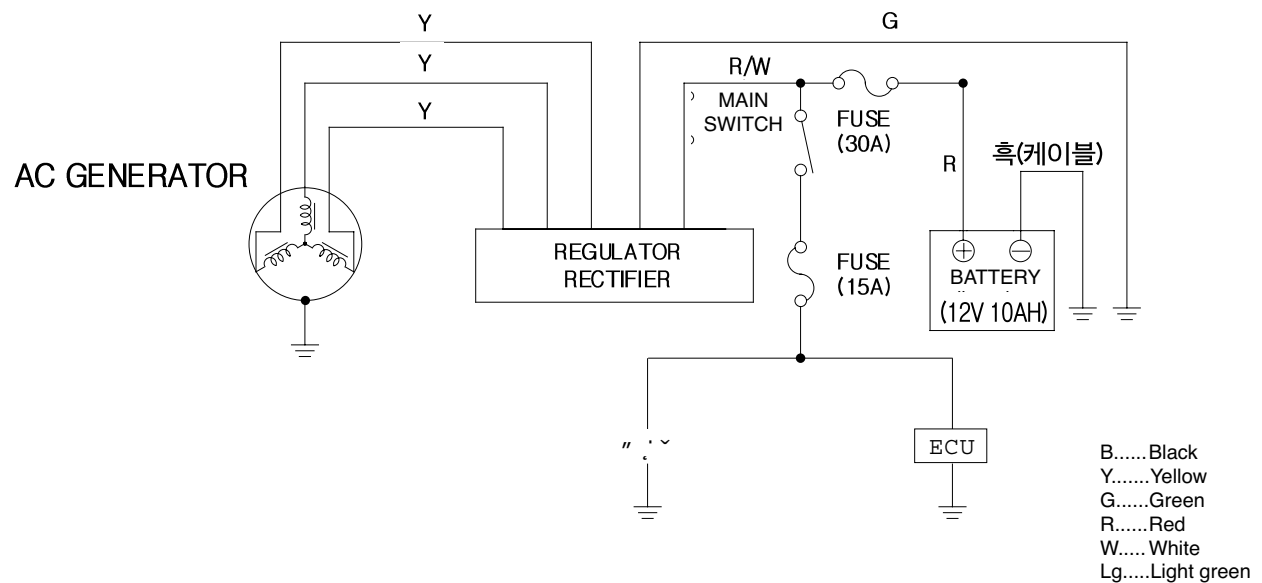 Y
G
Y
R/W
Y
MAIN
SWITCH
FUSE
(30A)
R
흑(케이블)
AC GENERATOR
REGULATOR
RECTIFIER
FUSE
(15A)
BATTERY
(12V 10AH)
ECU
B......Black
Y.......Yellow
G......Green
R......Red
W..... White
Lg.....Light green